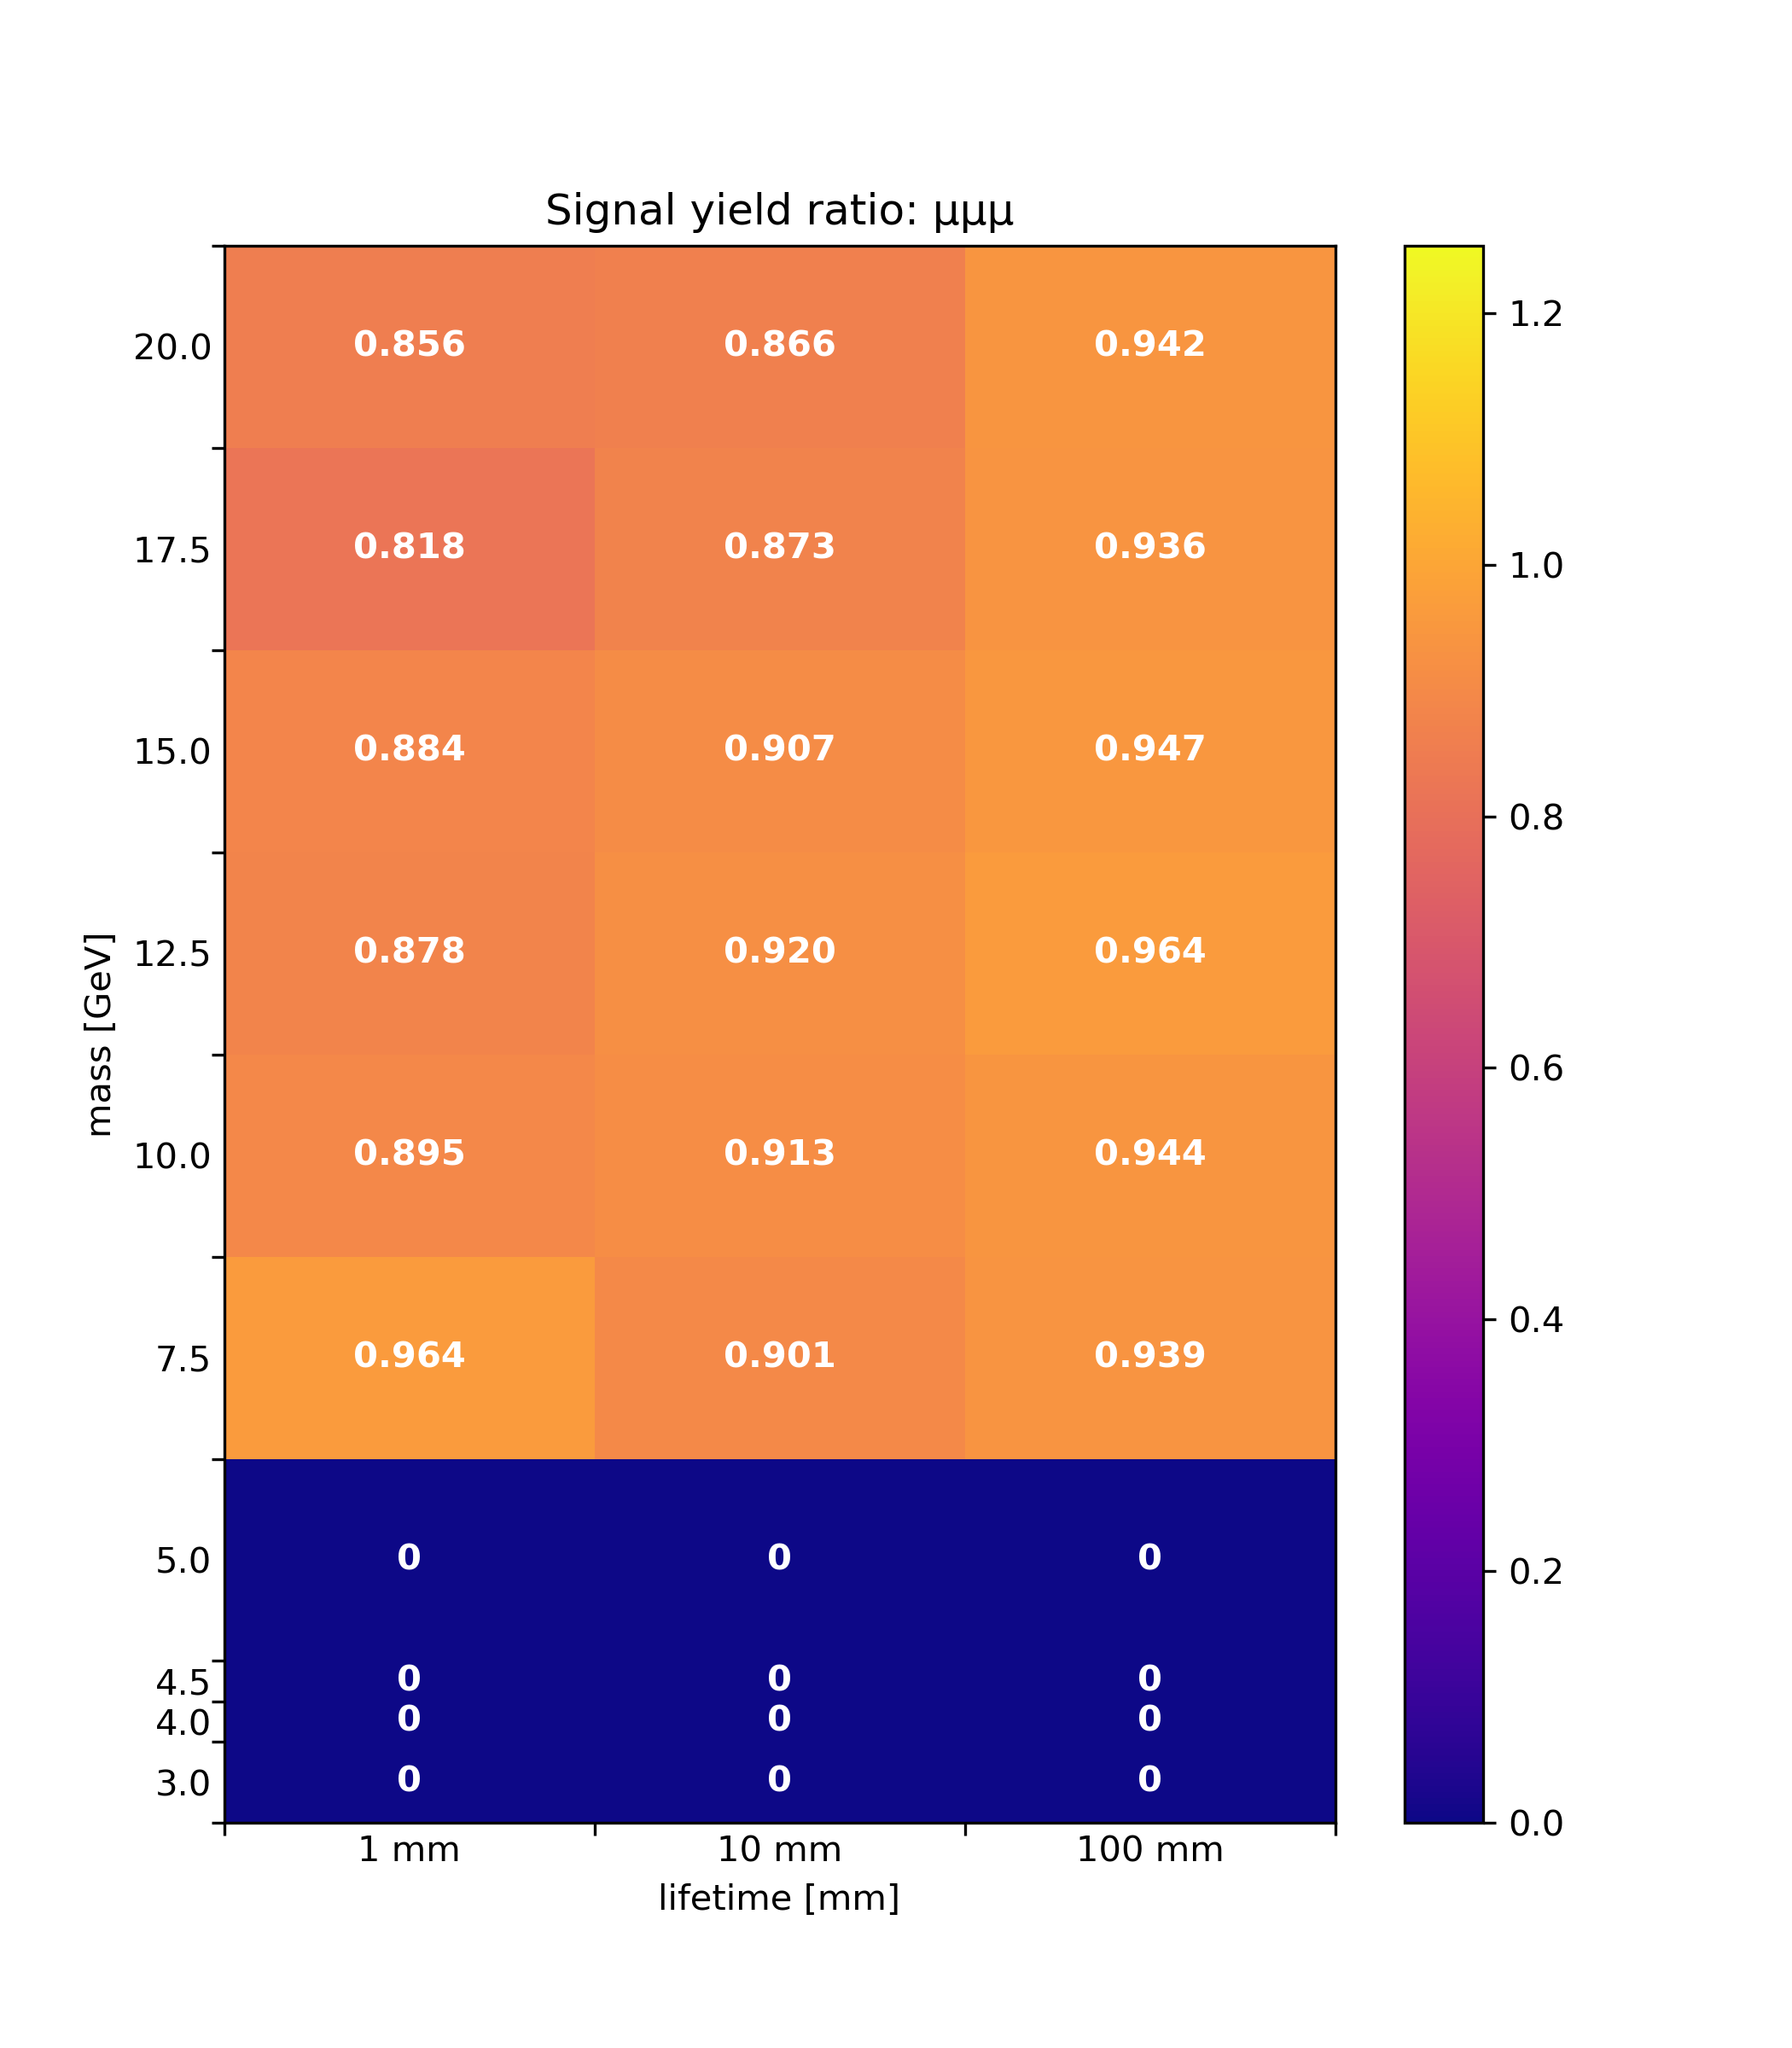 Signal yield ratio: μμμ
20.0 0.856 0.866 0.942 1.2
17.5 0.818 0.873 0.936 1.0
15.0 0.884 0.907 0.947 0.8
12.5 0.878 0.920 0.964
mass [GeV]
10.0 0.895 0.913 0.944 0.6
7.5 0.964 0.901 0.939 0.4
5.0 0 0 0 0.2
4.5 0 0 0
4.0 0 0 0
3.0 0 0 0 0.0
1 mm 10 mm 100 mm
lifetime [mm]